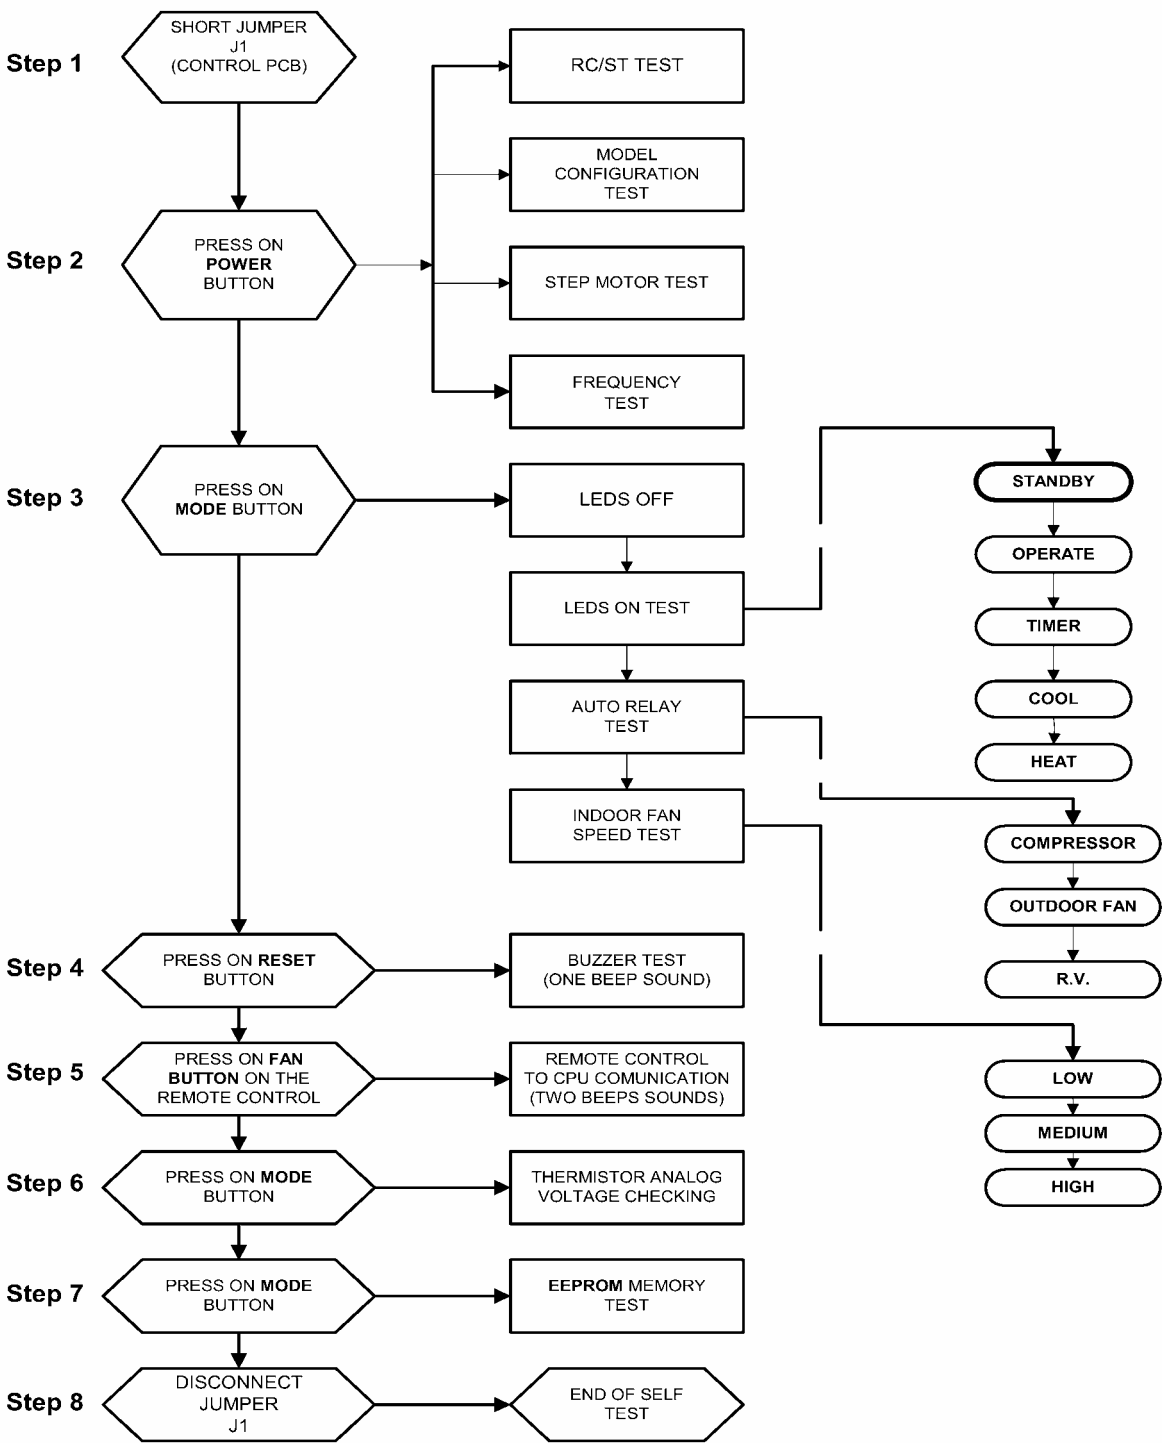 Step 1
SHORT JUMPER
J1
(CONTROL PCB)
RC/ST TEST
MODEL
CONFIGURATION
TEST
Step 2
PRESS ON
POWER
BUTTON
STEP MOTOR TEST
FREQUENCY
TEST
Step 3
PRESS ON
MODE BUTTON
LEDS OFF
LEDS ON TEST
AUTO RELAY
TEST
INDOOR FAN
SPEED TEST
STANDBY
OPERATE
TIMER
COOL
HEAT
COMPRESSOR
OUTDOOR FAN
R.V.
LOW
MEDIUM
HIGH
Step 4
PRESS ON RESET
BUTTON
BUZZER TEST
(ONE BEEP SOUND)
Step 5
PRESS ON FAN
BUTTON ON THE
REMOTE CONTROL
REMOTE CONTROL
TO CPU COMUNICATION
(TWO BEEPS SOUNDS)
Step 6
PRESS ON MODE
BUTTON
THERMISTOR ANALOG
VOLTAGE CHECKING
Step 7
PRESS ON MODE
BUTTON
EEPROM MEMORY
TEST
Step 8
DISCONNECT
JUMPER
J1
END OF SELF
TEST